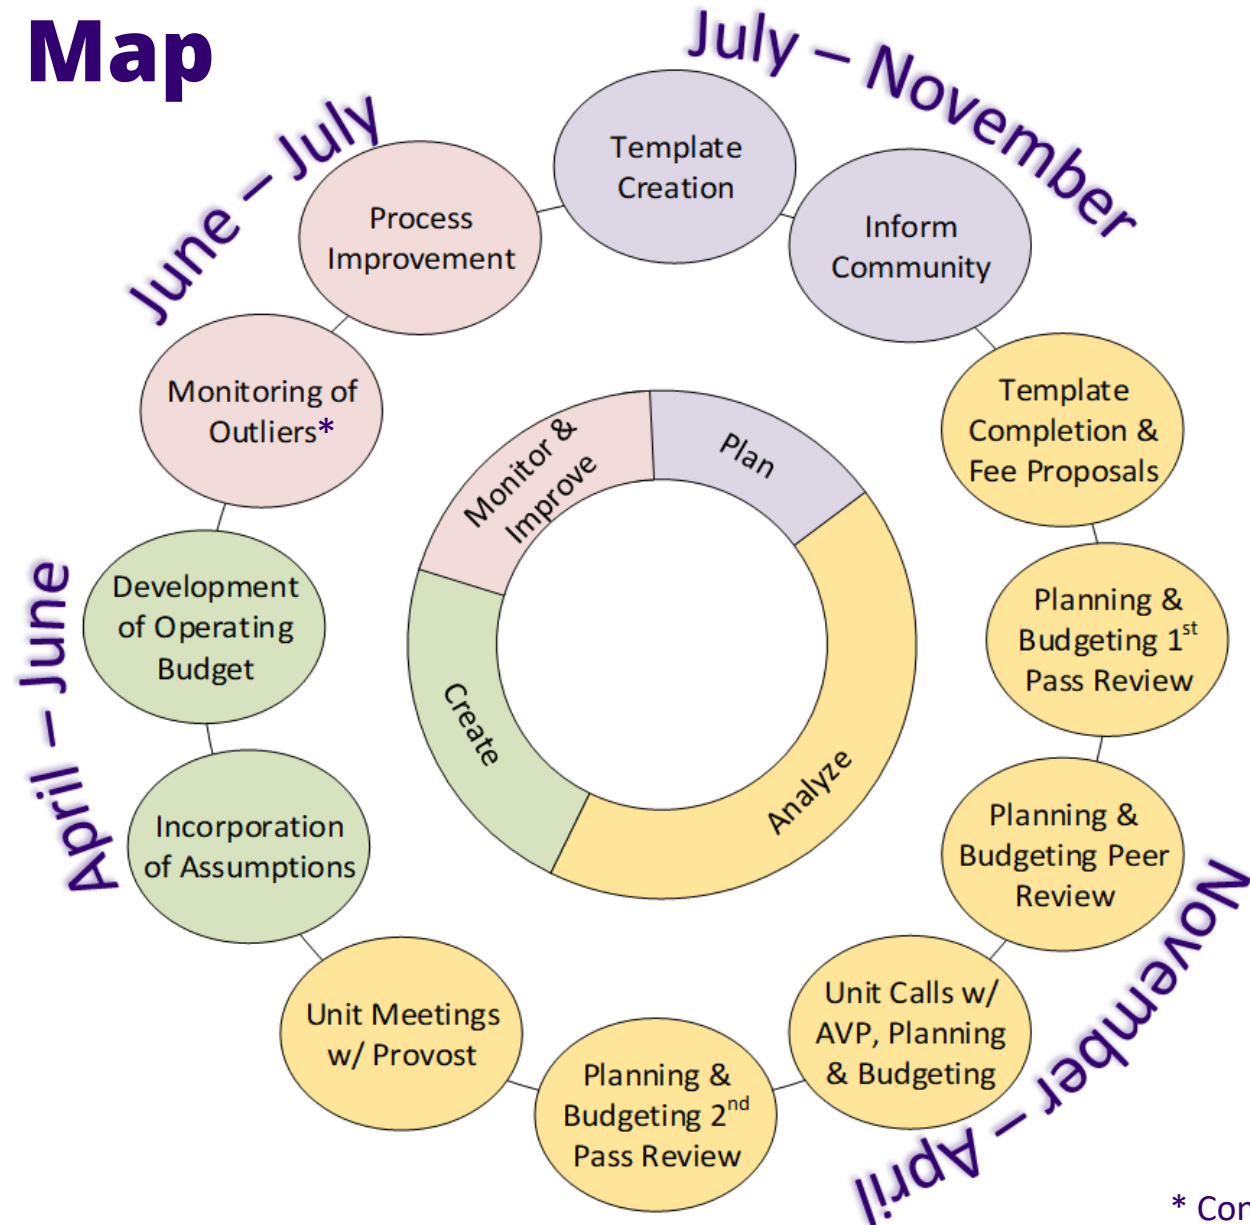 Map
July – November
Template
Creation
Inform
Community
Template
Completion &
Fee Proposals
Planning &
Budgeting 1st
Pass Review
Planning &
Budgeting Peer
Review
Unit Calls w/
AVP, Planning
& Budgeting
November – April
Planning &
Budgeting 2nd
Pass Review
Unit Meetings
w/ Provost
Incorporation
of Assumptions
Development
of Operating
Budget
April – June
Monitoring of
Outliers*
Process
Improvement
June – July
Plan
Analyze
Create
Monitor &
Improve
*